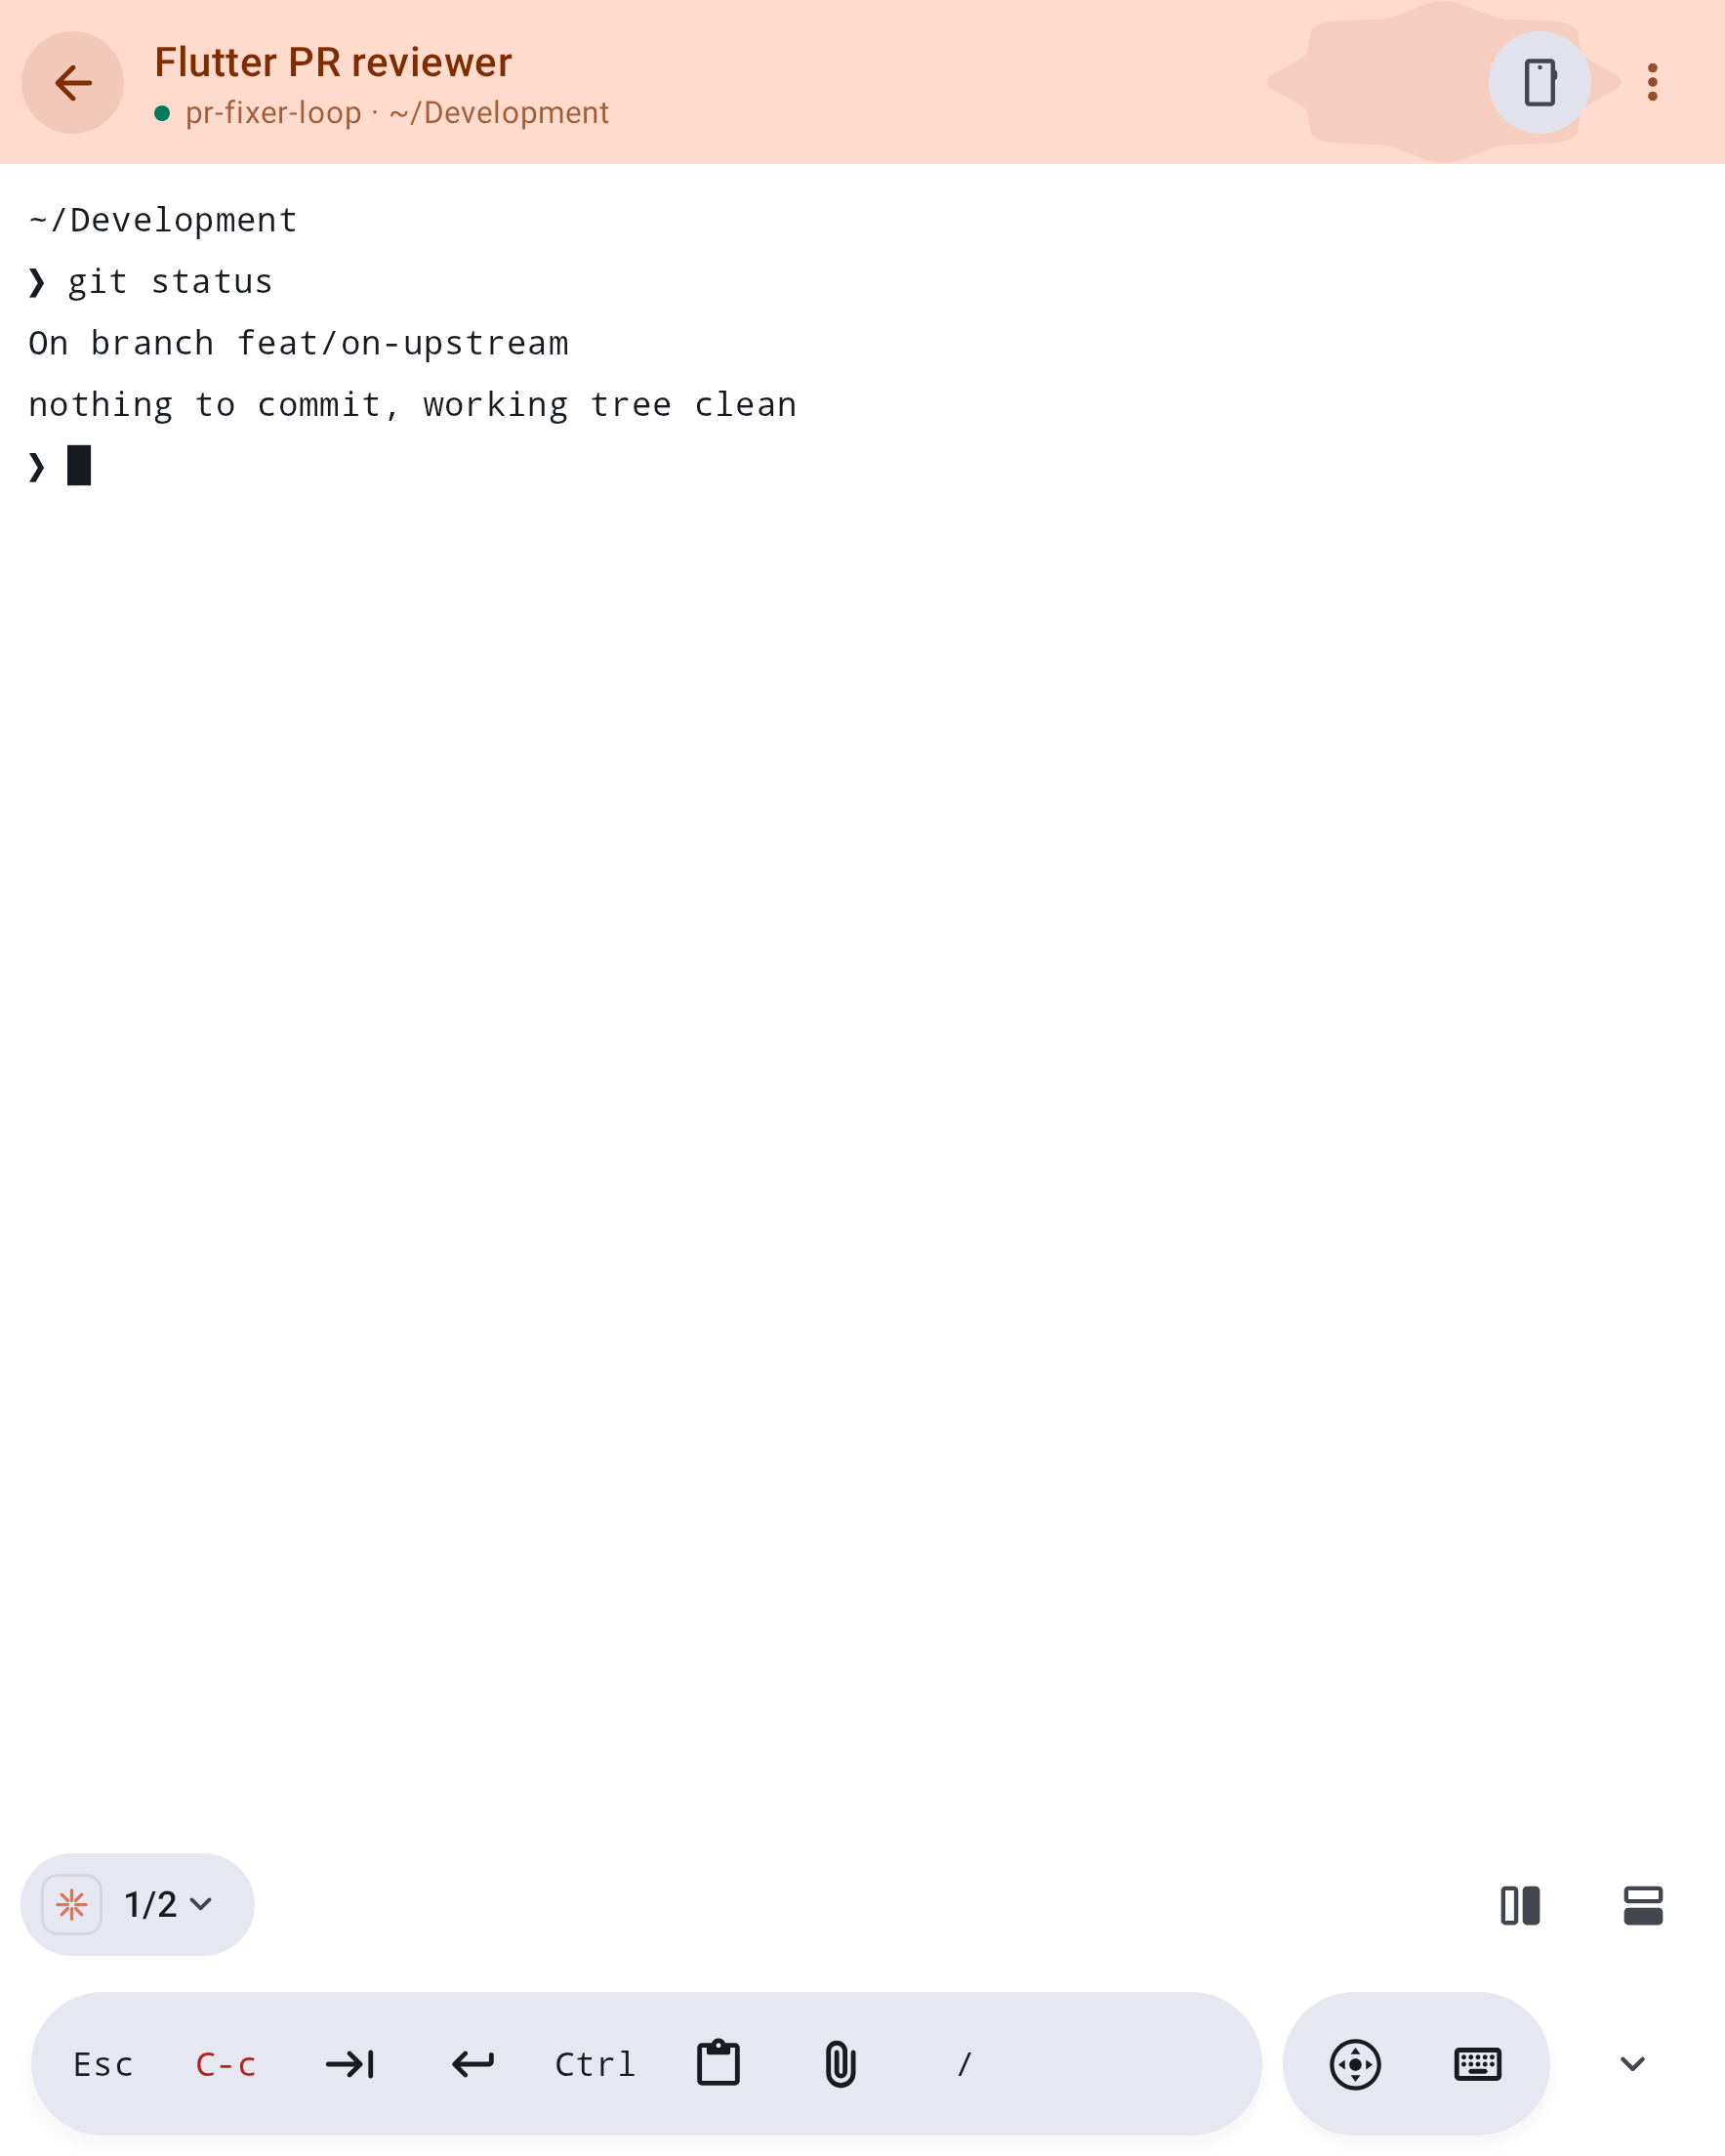 Flutter PR reviewer
pr-fixer-loop · ~/Development
~/Development
❯ git status
On branch feat/on-upstream
nothing to commit, working tree clean
❯
1/2
Esc C-c Ctrl /